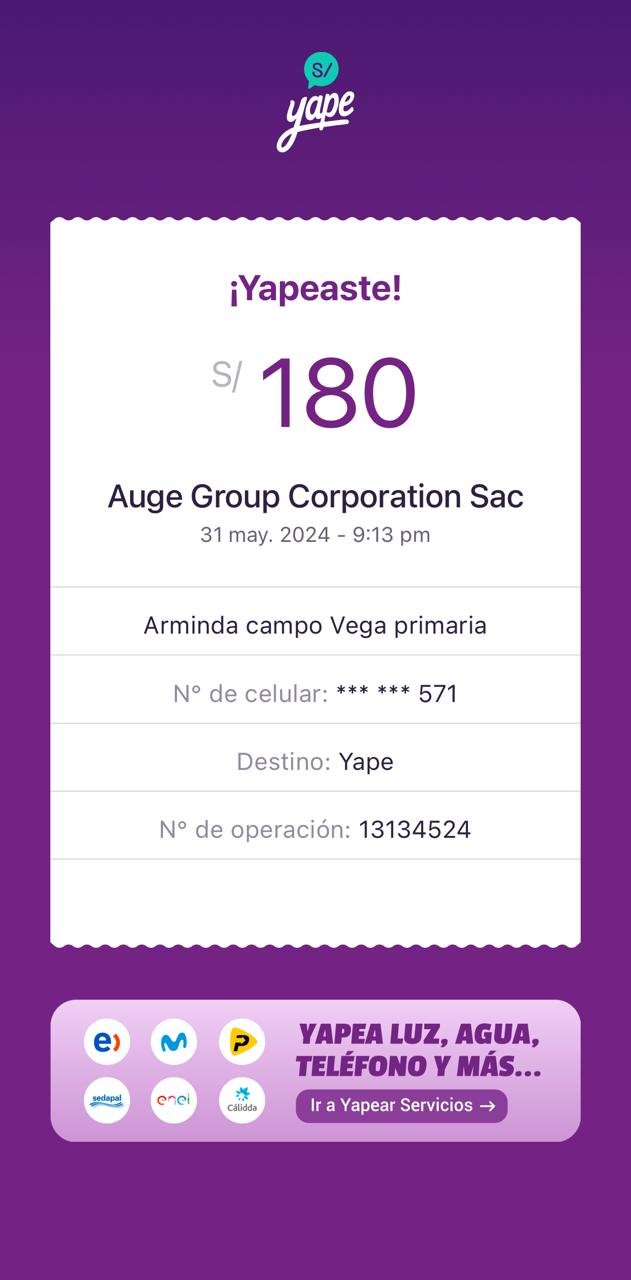 S/
yape
¡Yapeaste!
S/ 180
Auge Group Corporation Sac
31 may. 2024 - 9:13 pm
Arminda campo Vega primaria
N° de celular: *** *** 571
Destino: Yape
N° de operación: 13134524
e)
P
sedapal
enel
Cálidda
YAPEA LUZ, AGUA,
TELÉFONO Y MÁS...
Ir a Yapear Servicios →